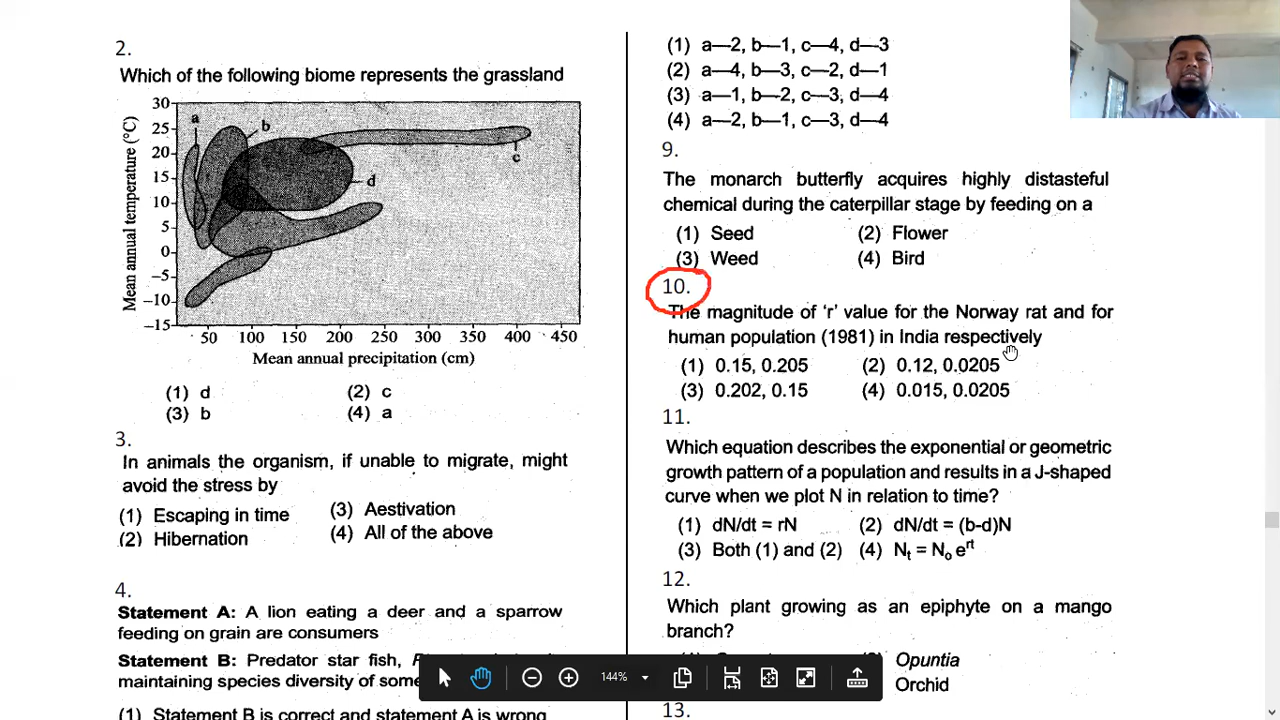 2.
Which of the following biome represents the grassland
30
25
20
15
10
5
0
–5
–10
–15
Mean annual temperature (°C)
a
b
c
d
50 100 150 200 250 300 350 400 450
Mean annual precipitation (cm)
(1) d (2) c
(3) b (4) a
3.
In animals the organism, if unable to migrate, might
avoid the stress by
(1) Escaping in time (3) Aestivation
(2) Hibernation (4) All of the above
4.
Statement A: A lion eating a deer and a sparrow
feeding on grain are consumers
Statement B: Predator star fish,
maintaining species diversity of some
(1) Statement B is correct and statement A is wrong
(1) a—2, b—1, c—4, d—3
(2) a—4, b—3, c—2, d—1
(3) a—1, b—2, c—3, d—4
(4) a—2, b—1, c—3, d—4
9.
The monarch butterfly acquires highly distasteful
chemical during the caterpillar stage by feeding on a
(1) Seed (2) Flower
(3) Weed (4) Bird
10.
The magnitude of 'r' value for the Norway rat and for
human population (1981) in India respectively
(1) 0.15, 0.205 (2) 0.12, 0.0205
(3) 0.202, 0.15 (4) 0.015, 0.0205
11.
Which equation describes the exponential or geometric
growth pattern of a population and results in a J-shaped
curve when we plot N in relation to time?
(1) dN/dt = rN (2) dN/dt = (b-d)N
(3) Both (1) and (2) (4) Nₜ = Nₒ eʳᵗ
12.
Which plant growing as an epiphyte on a mango
branch?
Opuntia
Orchid
13.
144%